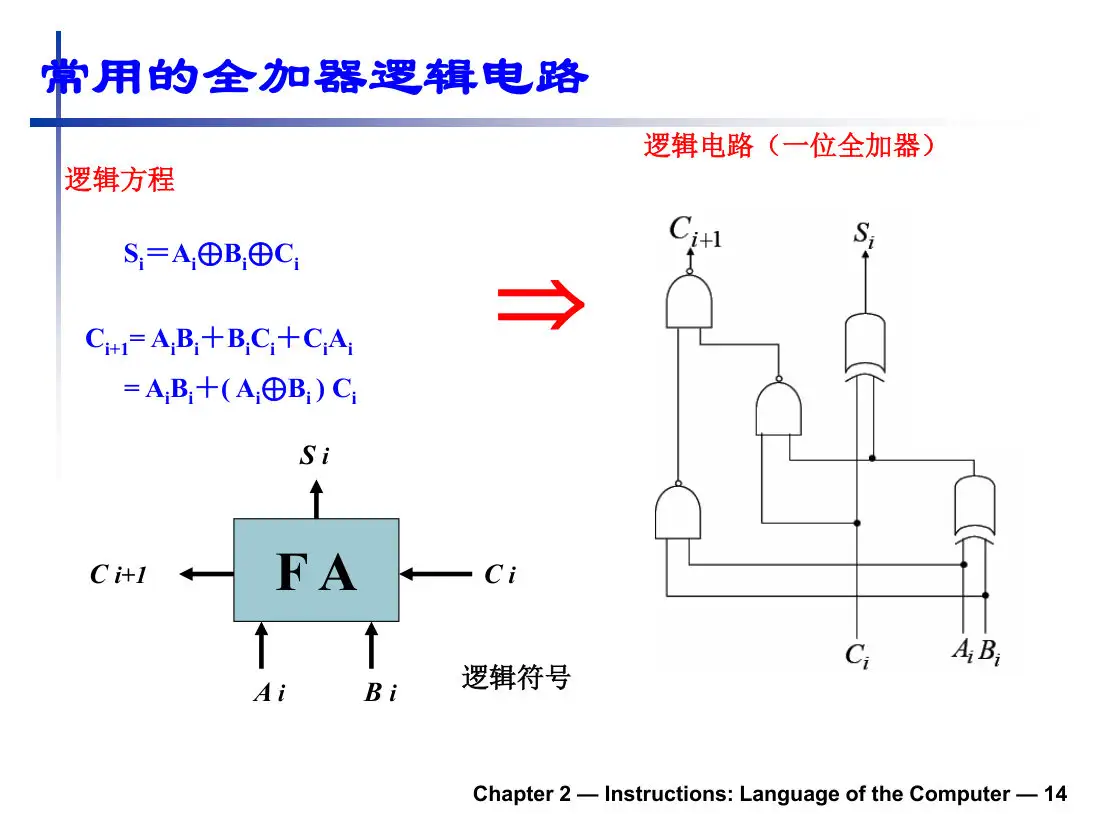 常用的全加器逻辑电路
逻辑电路（一位全加器）
逻辑方程
Si＝Ai⊕Bi⊕Ci
Ci+1= AiBi＋BiCi＋CiAi
= AiBi＋( Ai⊕Bi ) Ci
⇒
Ci+1
Si
Ci
Ai Bi
S i
C i+1
F A
C i
A i
B i
逻辑符号
Chapter 2 — Instructions: Language of the Computer — 14